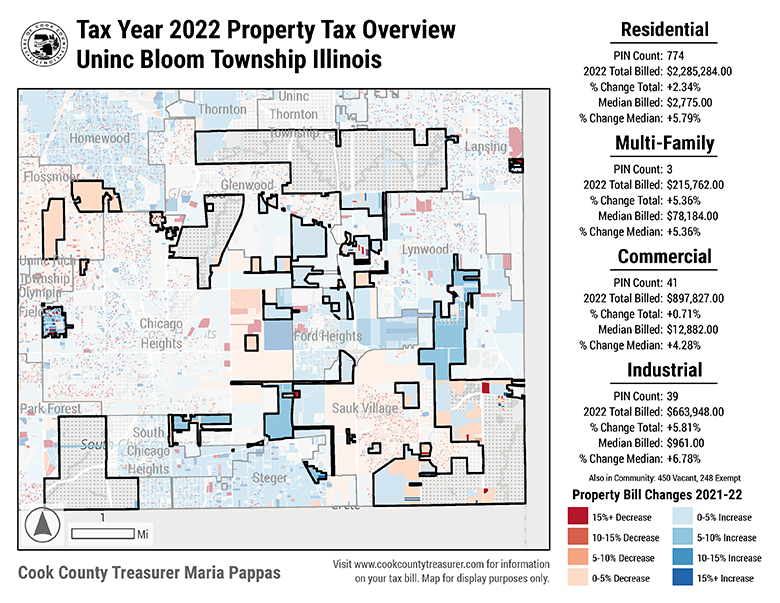 Tax Year 2022 Property Tax Overview
Uninc Bloom Township Illinois
Uninc
Thornton
Thornton
Township
Homewood
Lansing
Flossmoor
Glenwood
Lynwood
Uninc Rich
Township
Olympia
Fields
Chicago
Heights
Ford Heights
Park Forest
Sauk Village
South
Chicago
Heights
Steger
Crete
1
Mi
Residential
PIN Count: 774
2022 Total Billed: $2,285,284.00
% Change Total: +2.34%
Median Billed: $2,775.00
% Change Median: +5.79%
Multi-Family
PIN Count: 3
2022 Total Billed: $215,762.00
% Change Total: +5.36%
Median Billed: $78,184.00
% Change Median: +5.36%
Commercial
PIN Count: 41
2022 Total Billed: $897,827.00
% Change Total: +0.71%
Median Billed: $12,882.00
% Change Median: +4.28%
Industrial
PIN Count: 39
2022 Total Billed: $663,948.00
% Change Total: +5.81%
Median Billed: $961.00
% Change Median: +6.78%
Also in Community: 450 Vacant, 248 Exempt
Property Bill Changes 2021-22
15%+ Decrease
0-5% Increase
10-15% Decrease
5-10% Increase
5-10% Decrease
10-15% Increase
0-5% Decrease
15%+ Increase
Cook County Treasurer Maria Pappas
Visit www.cookcountytreasurer.com for information
on your tax bill. Map for display purposes only.